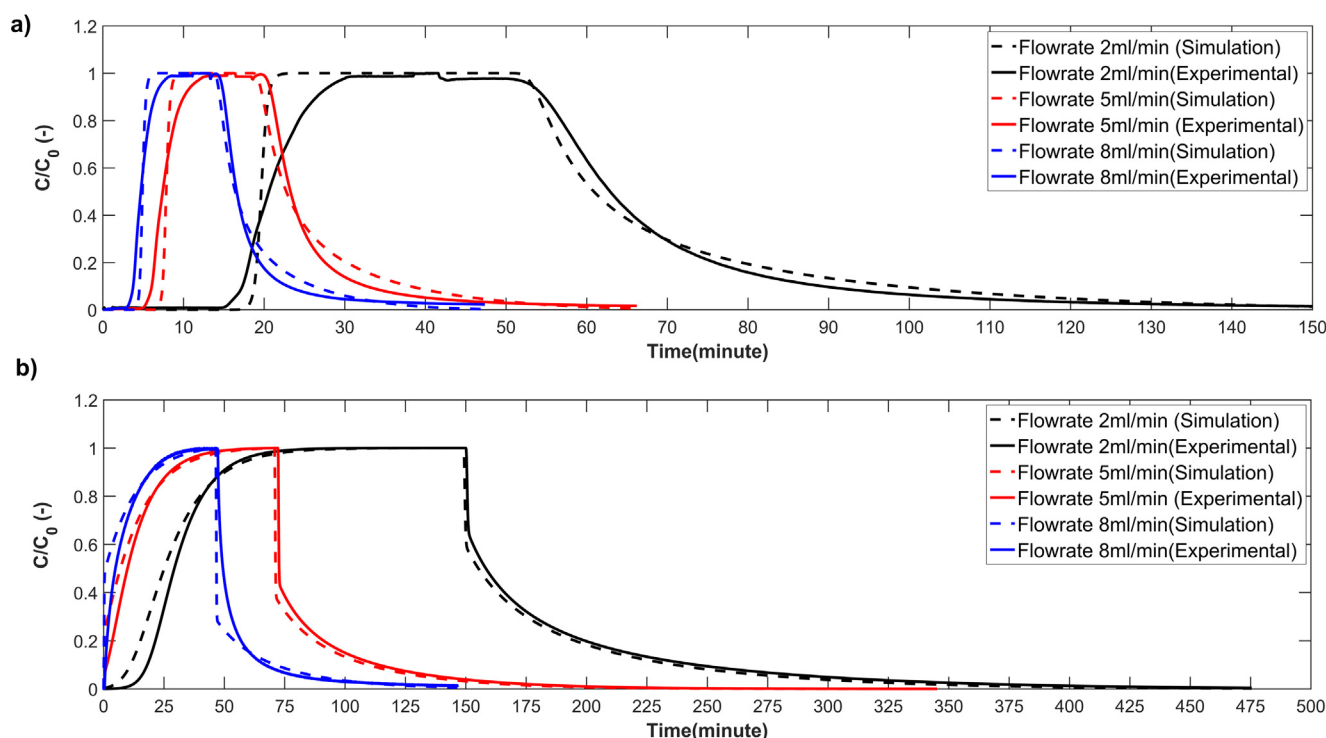 a)
1.2
1
0.8
0.6
0.4
0.2
0
C/C0 (-)
Flowrate 2ml/min (Simulation)
Flowrate 2ml/min(Experimental)
Flowrate 5ml/min(Simulation)
Flowrate 5ml/min (Experimental)
Flowrate 8ml/min(Simulation)
Flowrate 8ml/min(Experimental)
0 10 20 30 40 50 60 70 80 90 100 110 120 130 140 150
Time(minute)
b)
1.2
1
0.8
0.6
0.4
0.2
0
C/C0 (-)
Flowrate 2ml/min (Simulation)
Flowrate 2ml/min(Experimental)
Flowrate 5ml/min(Simulation)
Flowrate 5ml/min (Experimental)
Flowrate 8ml/min(Simulation)
Flowrate 8ml/min(Experimental)
0 25 50 75 100 125 150 175 200 225 250 275 300 325 350 375 400 425 450 475 500
Time(minute)